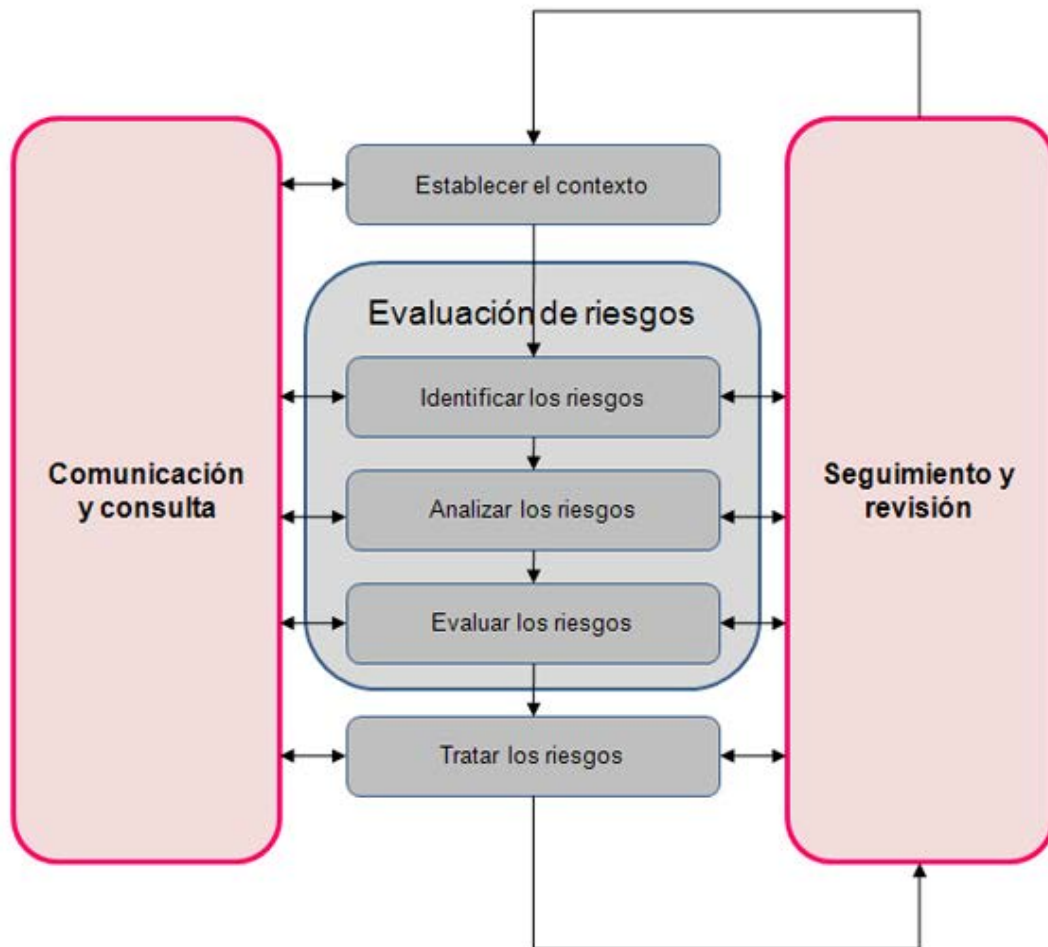 Establecer el contexto
Evaluación de riesgos
Identificar los riesgos
Comunicación
y consulta
Analizar los riesgos
Seguimiento y
revisión
Evaluar los riesgos
Tratar los riesgos